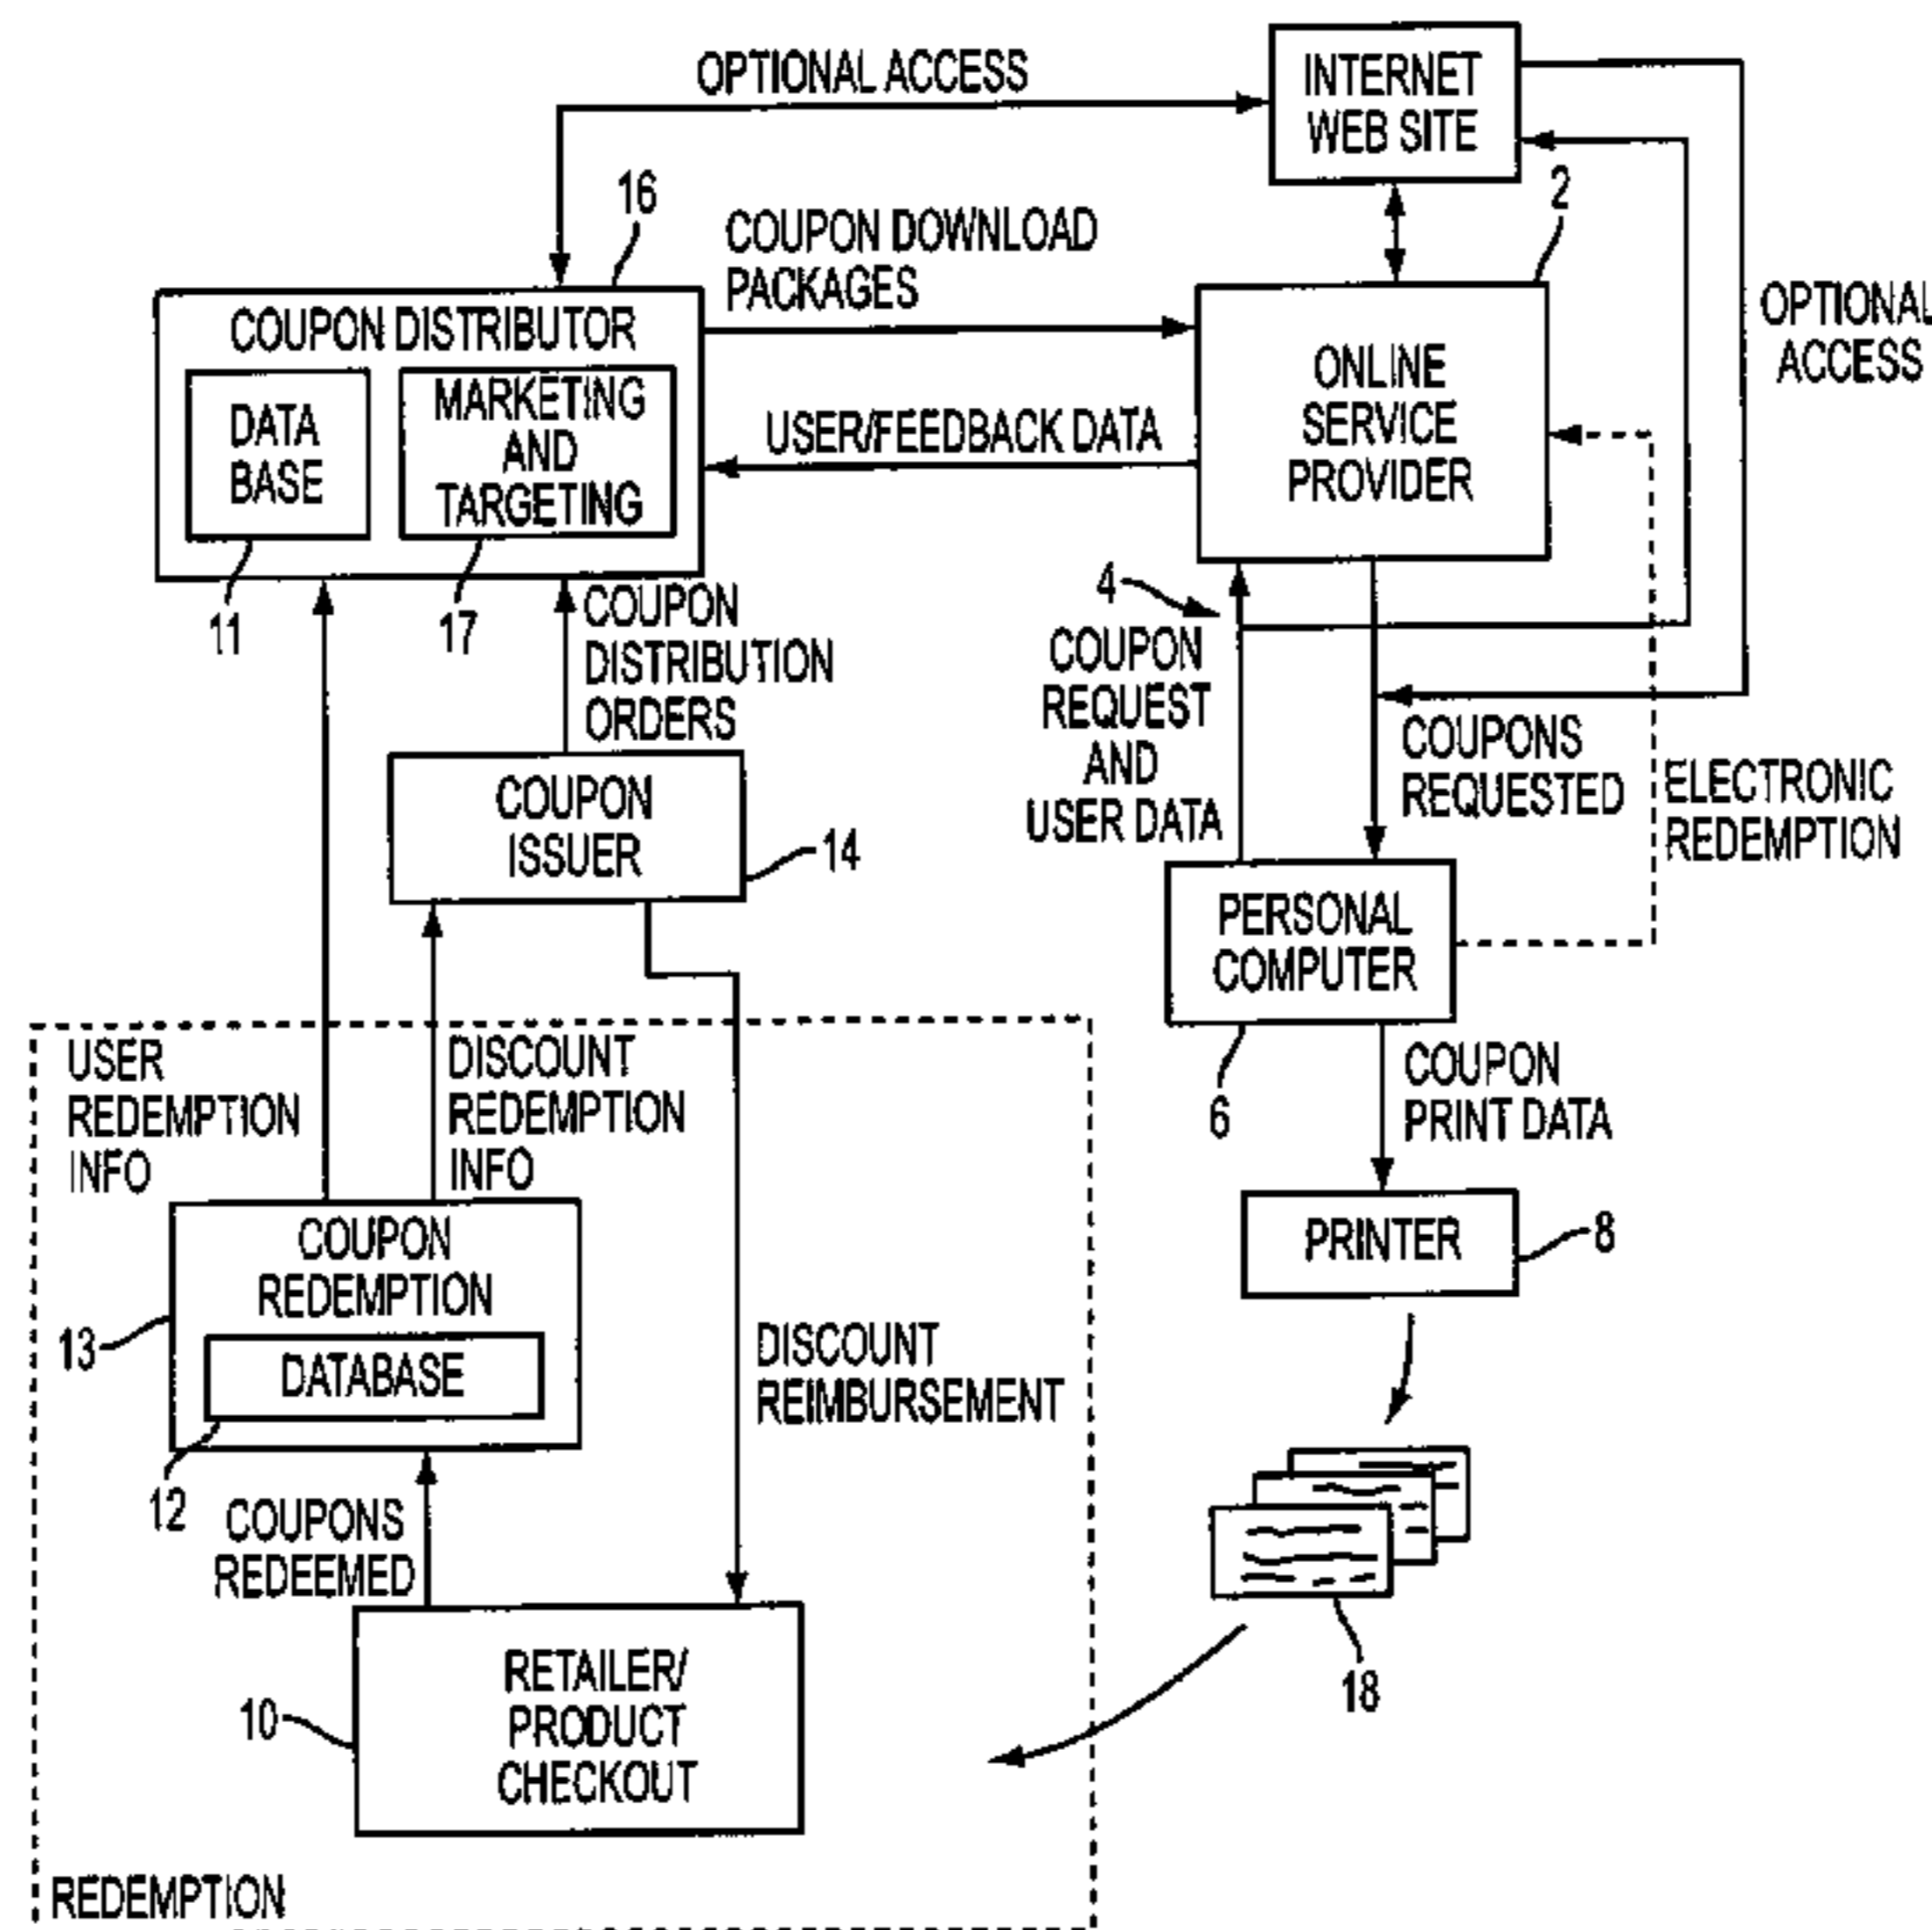 OPTIONAL ACCESS
INTERNET
WEB SITE
2
16
COUPON DOWNLOAD
PACKAGES
OPTIONAL
ACCESS
COUPON DISTRIBUTOR
DATA
BASE
MARKETING
AND
TARGETING
USER/FEEDBACK DATA
ONLINE
SERVICE
PROVIDER
11
17
COUPON
DISTRIBUTION
ORDERS
4
COUPON
REQUEST
AND
USER DATA
COUPONS
REQUESTED
ELECTRONIC
REDEMPTION
COUPON
ISSUER
14
PERSONAL
COMPUTER
6
USER
REDEMPTION
INFO
DISCOUNT
REDEMPTION
INFO
COUPON
PRINT DATA
PRINTER
8
COUPON
REDEMPTION
DATABASE
13
12
DISCOUNT
REIMBURSEMENT
COUPONS
REDEEMED
18
RETAILER/
PRODUCT
CHECKOUT
10
REDEMPTION